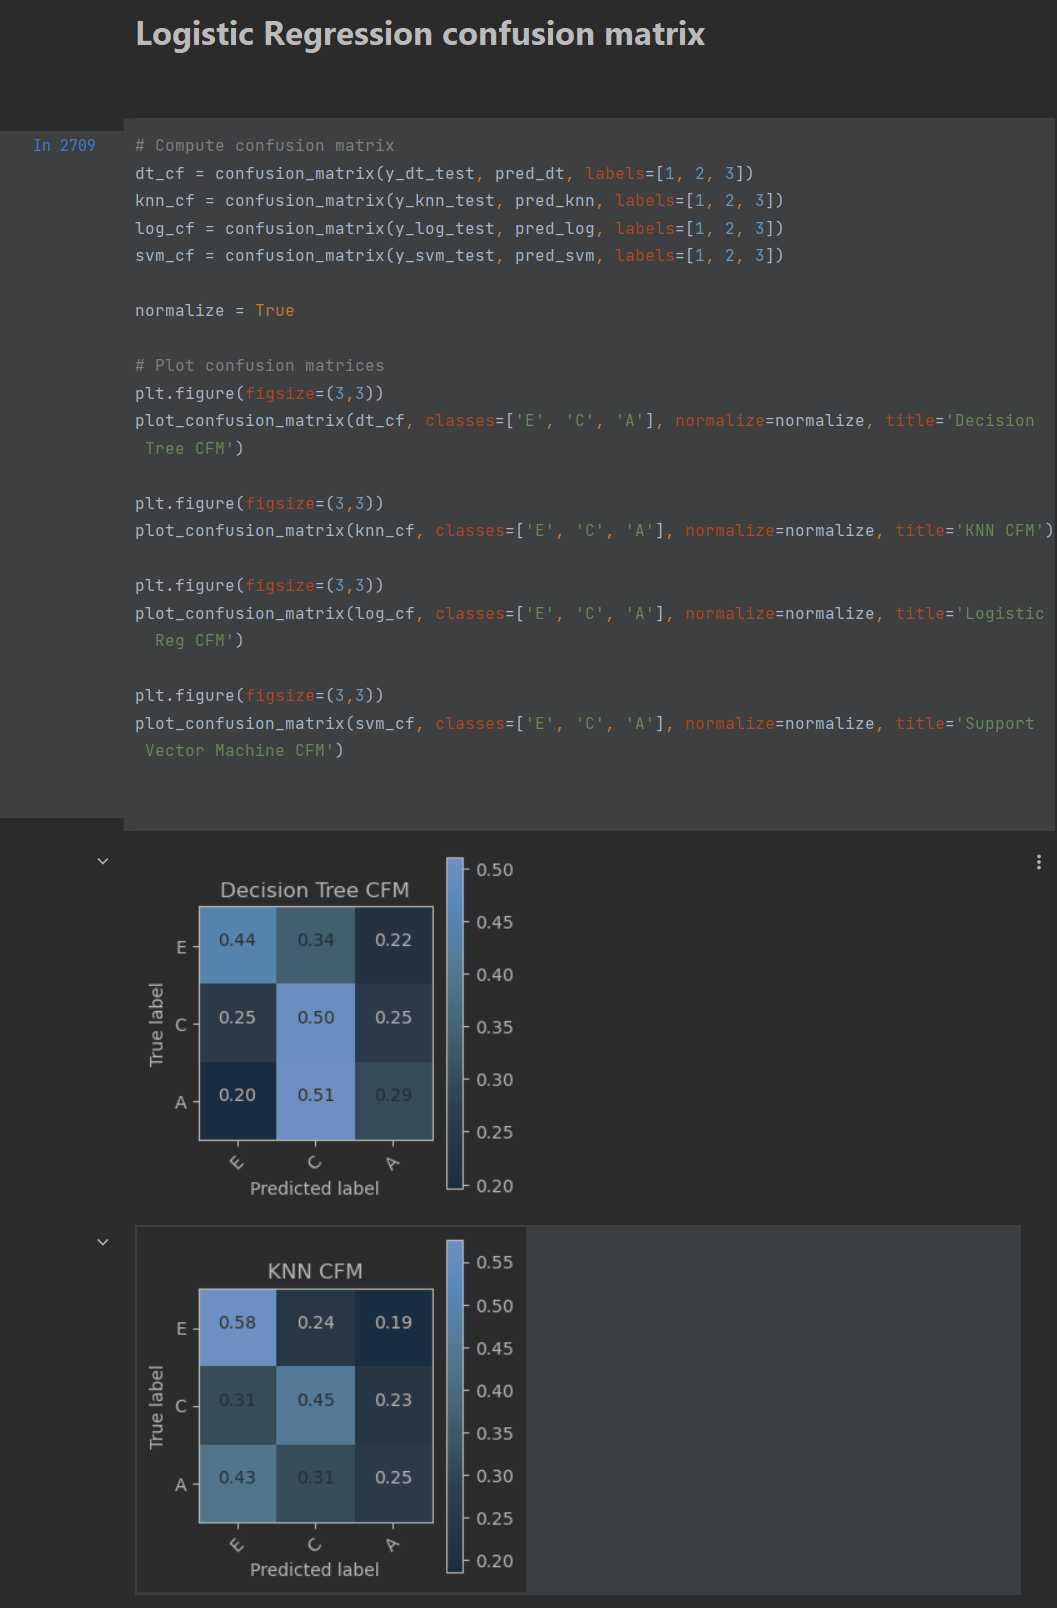 Logistic Regression confusion matrix
In 2709
# Compute confusion matrix
dt_cf = confusion_matrix(y_dt_test, pred_dt, labels=[1, 2, 3])
knn_cf = confusion_matrix(y_knn_test, pred_knn, labels=[1, 2, 3])
log_cf = confusion_matrix(y_log_test, pred_log, labels=[1, 2, 3])
svm_cf = confusion_matrix(y_svm_test, pred_svm, labels=[1, 2, 3])
normalize = True
# Plot confusion matrices
plt.figure(figsize=(3,3))
plot_confusion_matrix(dt_cf, classes=['E', 'C', 'A'], normalize=normalize, title='Decision
Tree CFM')
plt.figure(figsize=(3,3))
plot_confusion_matrix(knn_cf, classes=['E', 'C', 'A'], normalize=normalize, title='KNN CFM')
plt.figure(figsize=(3,3))
plot_confusion_matrix(log_cf, classes=['E', 'C', 'A'], normalize=normalize, title='Logistic
Reg CFM')
plt.figure(figsize=(3,3))
plot_confusion_matrix(svm_cf, classes=['E', 'C', 'A'], normalize=normalize, title='Support
Vector Machine CFM')
Decision Tree CFM
True label
E 0.44 0.34 0.22
C 0.25 0.50 0.25
A 0.20 0.51 0.29
E C A
Predicted label
0.50
0.45
0.40
0.35
0.30
0.25
0.20
KNN CFM
True label
E 0.58 0.24 0.19
C 0.31 0.45 0.23
A 0.43 0.31 0.25
E C A
Predicted label
0.55
0.50
0.45
0.40
0.35
0.30
0.25
0.20